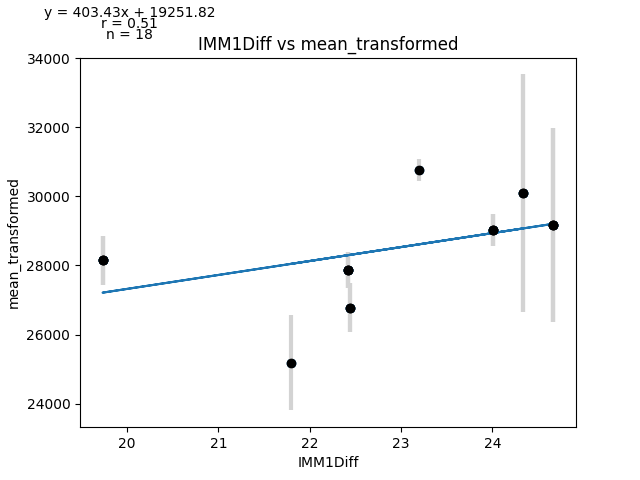 y = 403.43x + 19251.82
r = 0.51
n = 18
IMM1Diff vs mean_transformed
34000
32000
30000
28000
26000
24000
mean_transformed
20
21
22
23
24
IMM1Diff